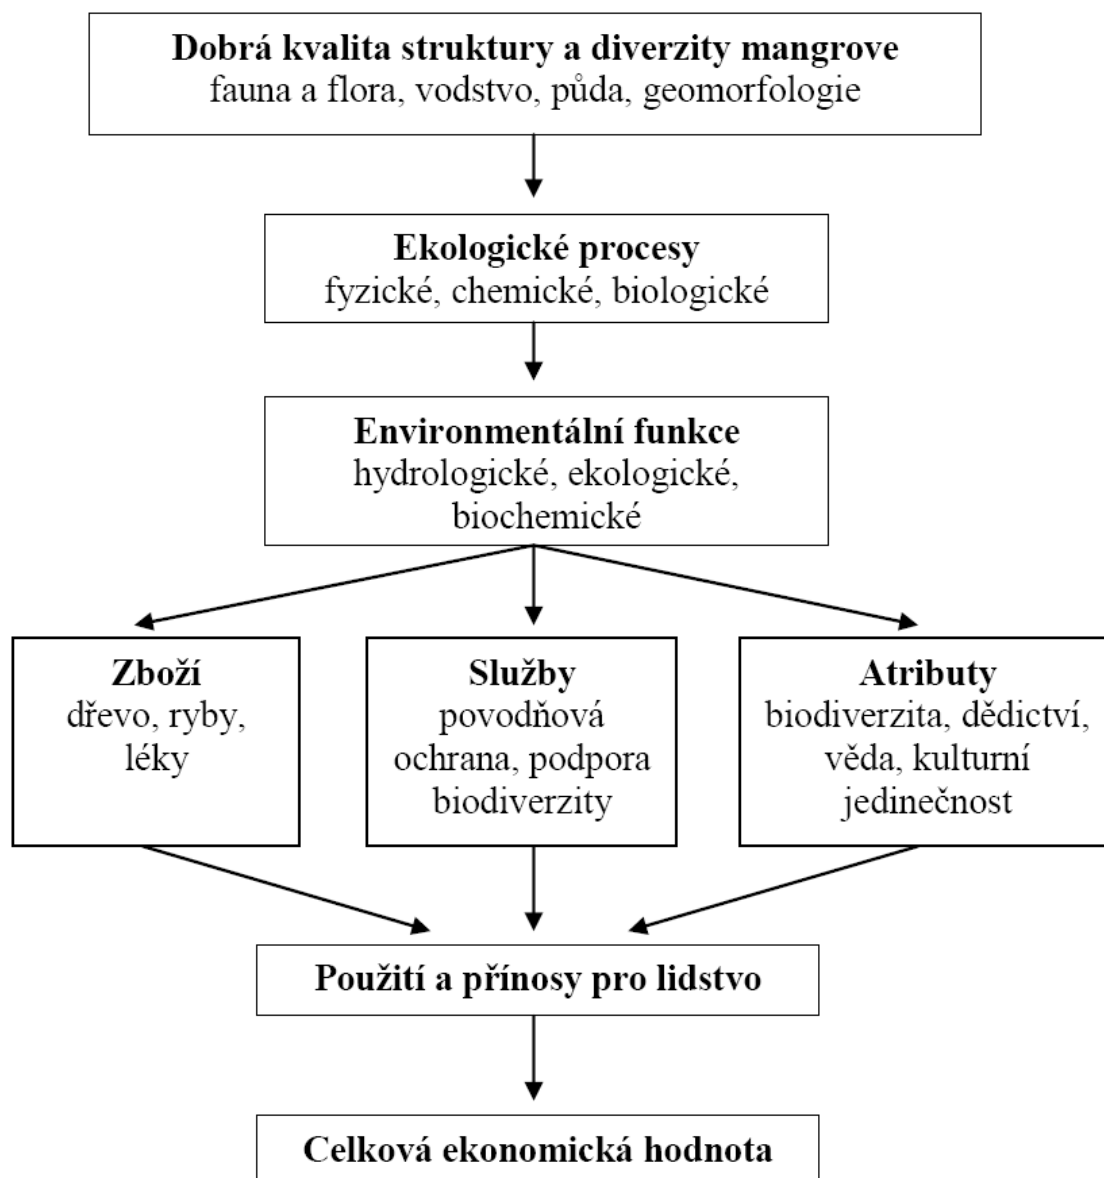 Dobrá kvalita struktury a diverzity mangrove
fauna a flora, vodstvo, půda, geomorfologie
Ekologické procesy
fyzické, chemické, biologické
Environmentální funkce
hydrologické, ekologické,
biochemické
Zboží
dřevo, ryby,
léky
Služby
povodňová
ochrana, podpora
biodiverzity
Atributy
biodiverzita, dědictví,
věda, kulturní
jedinečnost
Použití a přínosy pro lidstvo
Celková ekonomická hodnota